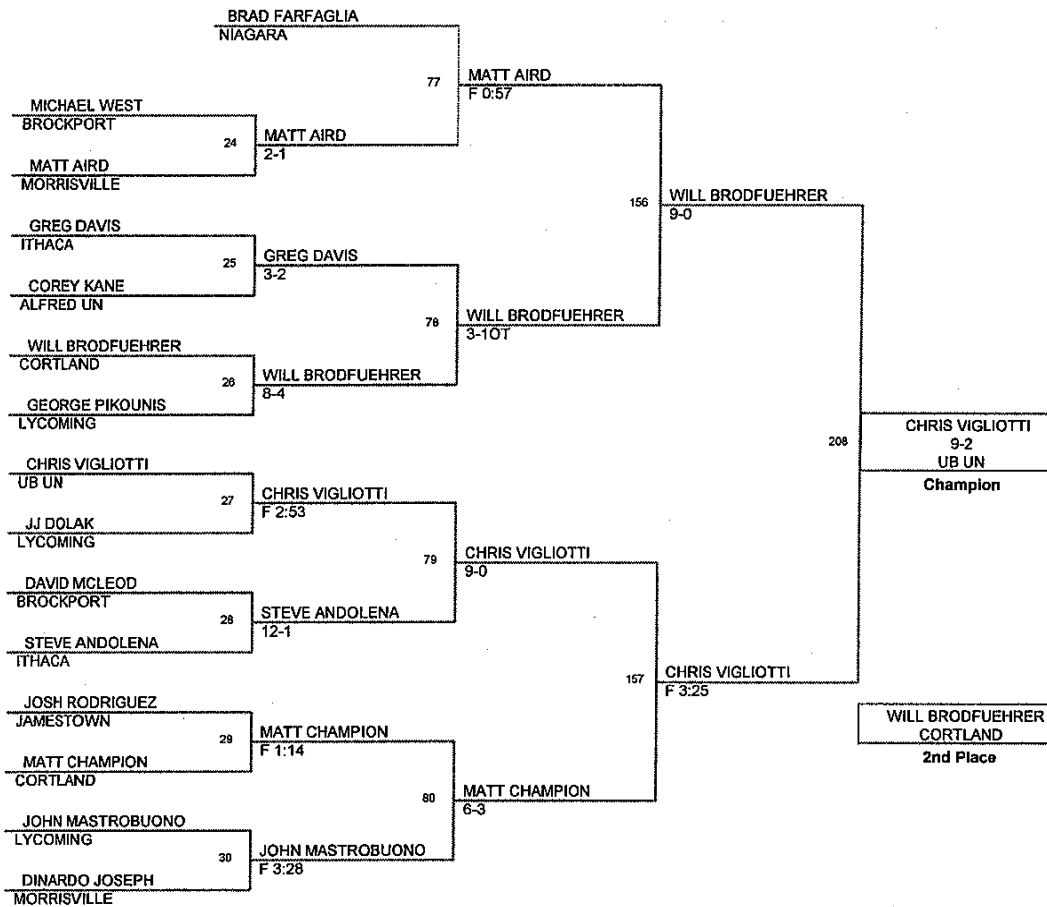 BRAD FARFAGLIA
NIAGARA
77
MATT AIRD
F 0:57
MICHAEL WEST
BROCKPORT
24
MATT AIRD
2-1
MATT AIRD
MORRISVILLE
156
WILL BRODFUEHRER
9-0
GREG DAVIS
ITHACA
25
GREG DAVIS
3-2
COREY KANE
ALFRED UN
78
WILL BRODFUEHRER
3-1OT
WILL BRODFUEHRER
CORTLAND
26
WILL BRODFUEHRER
8-4
GEORGE PIKOUNIS
LYCOMING
208
CHRIS VIGLIOTTI
9-2
UB UN
Champion
CHRIS VIGLIOTTI
UB UN
27
CHRIS VIGLIOTTI
F 2:53
JJ DOLAK
LYCOMING
79
CHRIS VIGLIOTTI
9-0
DAVID MCLEOD
BROCKPORT
28
STEVE ANDOLENA
12-1
STEVE ANDOLENA
ITHACA
157
CHRIS VIGLIOTTI
F 3:25
JOSH RODRIGUEZ
JAMESTOWN
29
MATT CHAMPION
F 1:14
MATT CHAMPION
CORTLAND
WILL BRODFUEHRER
CORTLAND
2nd Place
80
MATT CHAMPION
6-3
JOHN MASTROBUONO
LYCOMING
30
JOHN MASTROBUONO
F 3:28
DINARDO JOSEPH
MORRISVILLE